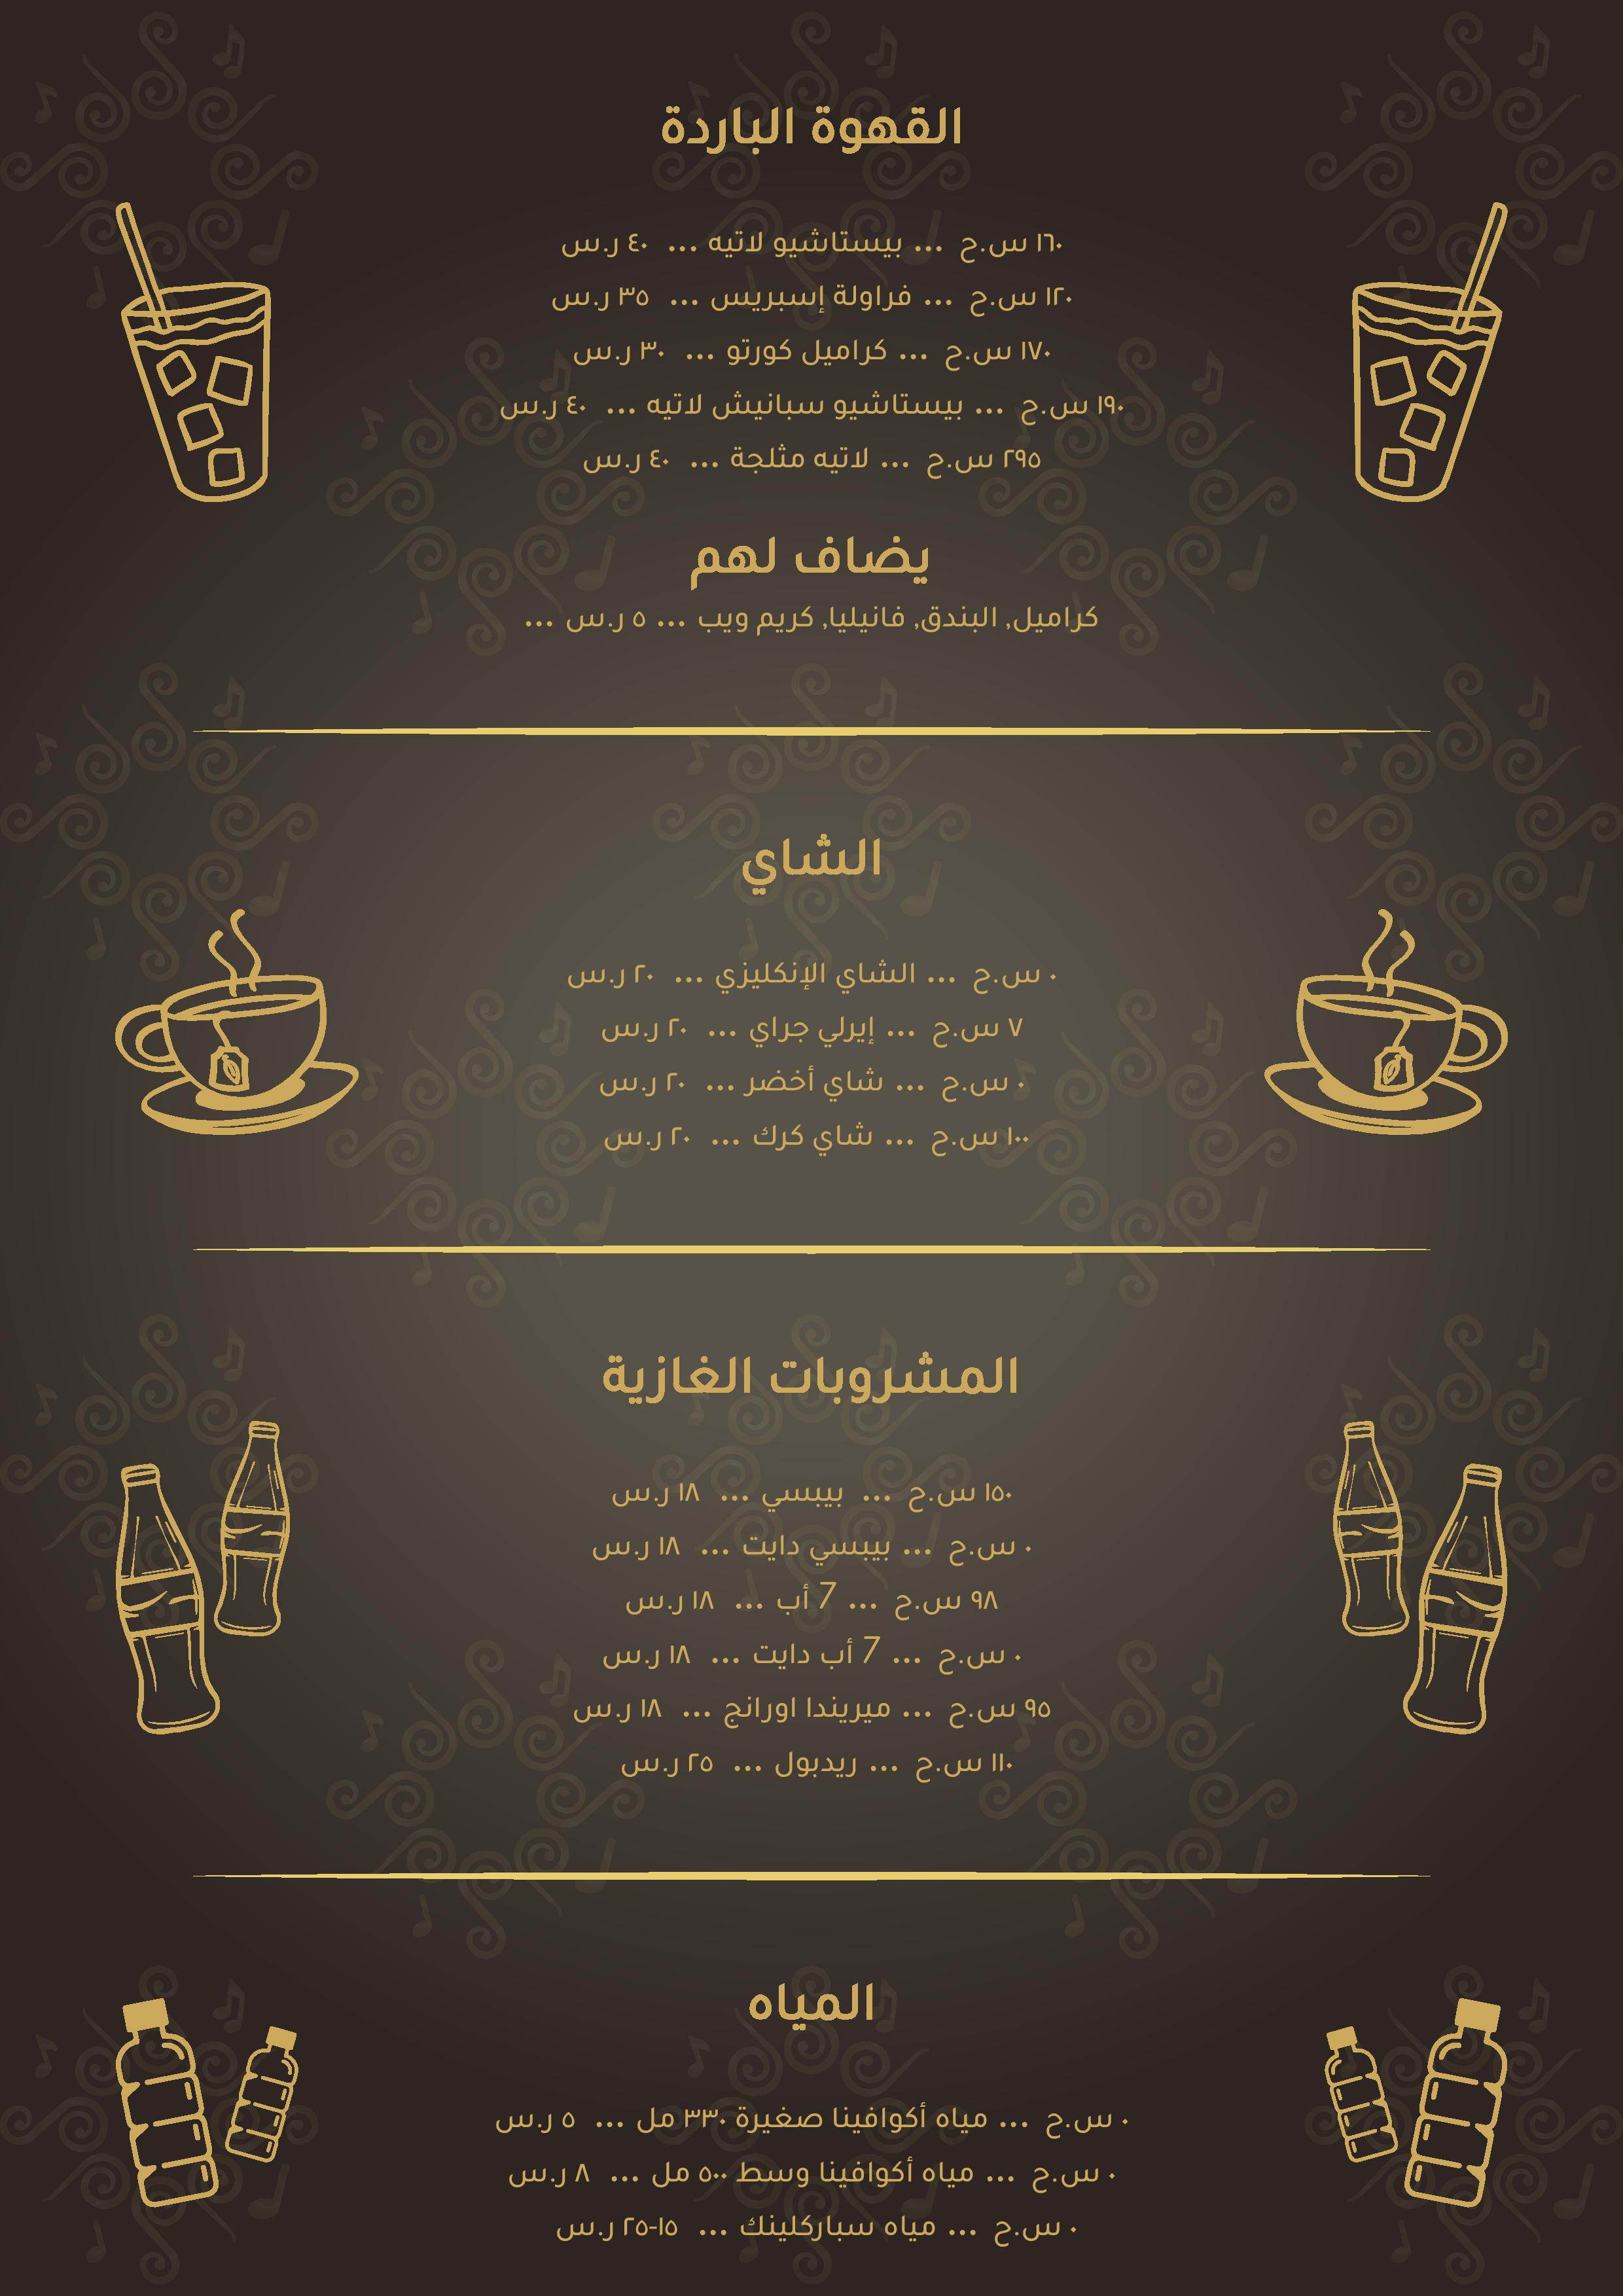 القهوة الباردة
١٦٠ س.ح ... بيستاشيو لاتيه ... ٤٠ ر.س
١٢٠ س.ح ... فراولة إسبريس ... ٣٥ ر.س
١٧٠ س.ح ... كراميل كورتو ... ٣٠ ر.س
١٩٠ س.ح ... بيستاشيو سبانيش لاتيه ... ٤٠ ر.س
٢٩٥ س.ح ... لاتيه مثلجة ... ٤٠ ر.س
يضاف لهم
كراميل, البندق, فانيليا, كريم ويب ... ٥ ر.س ...
الشاي
٠ س.ح ... الشاي الإنكليزي ... ٢٠ ر.س
٧ س.ح ... إيرلي جراي ... ٢٠ ر.س
٠ س.ح ... شاي أخضر ... ٢٠ ر.س
١٠٠ س.ح ... شاي كرك ... ٢٠ ر.س
المشروبات الغازية
١٥٠ س.ح ... بيبسي ... ١٨ ر.س
٠ س.ح ... بيبسي دايت ... ١٨ ر.س
٩٨ س.ح ... 7 أب ... ١٨ ر.س
٠ س.ح ... 7 أب دايت ... ١٨ ر.س
٩٥ س.ح ... ميريندا اورانج ... ١٨ ر.س
١١٠ س.ح ... ريدبول ... ٢٥ ر.س
المياه
٠ س.ح ... مياه أكوافينا صغيرة ٣٣٠ مل ... ٥ ر.س
٠ س.ح ... مياه أكوافينا وسط ٥٠٠ مل ... ٨ ر.س
٠ س.ح ... مياه سباركلينك ... ١٥-٢٥ ر.س